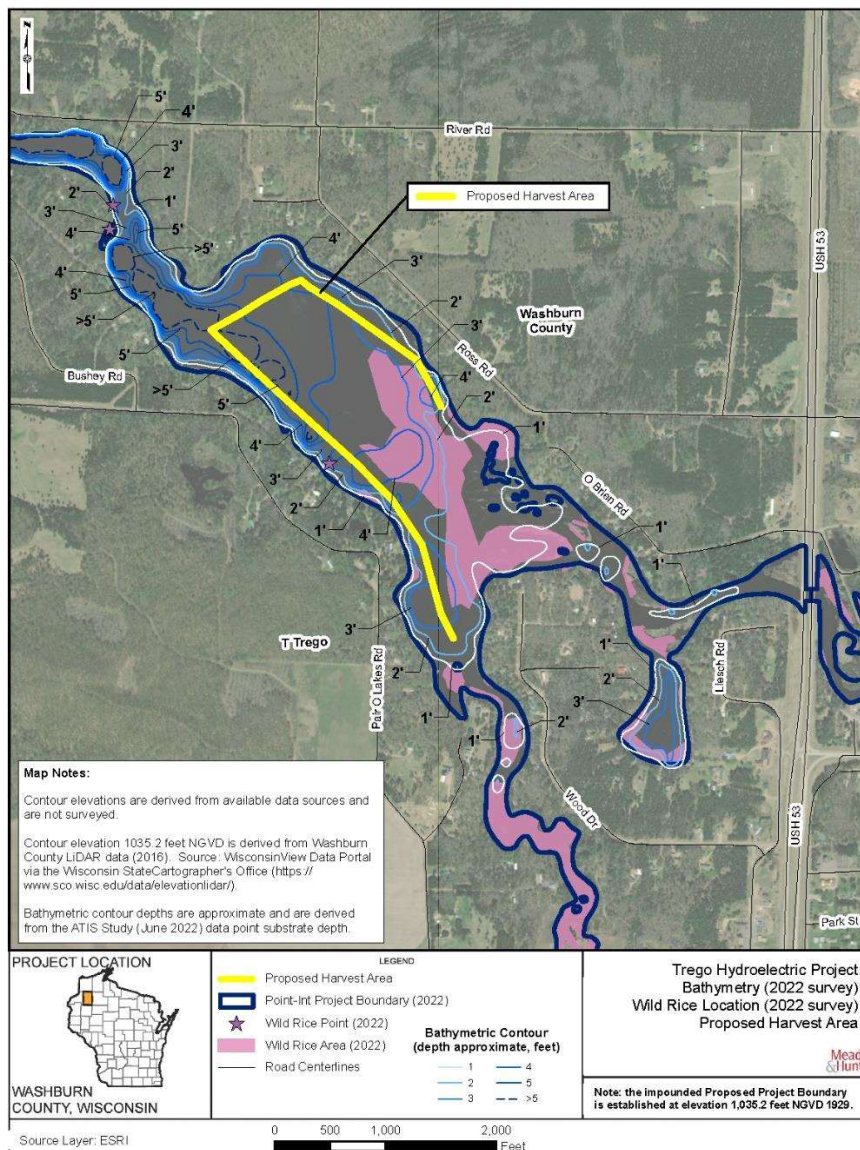 5'
4'
3'
2'
River Rd
2'
1'
3'
4'
5'
>5'
Proposed Harvest Area
4'
4'
3'
USH 53
5'
>5'
Washburn
County
2'
5'
3'
Ross Rd
Bushey Rd
>5'
4'
5'
2'
4'
1'
3'
2'
O Brien Rd
1'
4'
1'
1'
3'
T Trego
1'
Pair O Lakes Rd
2'
2'
Liesch Rd
1'
3'
1'
2'
Map Notes:
Contour elevations are derived from available data sources and
are not surveyed.
Contour elevation 1035.2 feet NGVD is derived from Washburn
County LiDAR data (2016). Source: WisconsinView Data Portal
via the Wisconsin StateCartographer's Office (https://
www.sco.wisc.edu/data/elevationlidar/).
Bathymetric contour depths are approximate and are derived
from the ATIS Study (June 2022) data point substrate depth.
Wood Dr
USH 53
Park St
PROJECT LOCATION
WASHBURN
COUNTY, WISCONSIN
LEGEND
Proposed Harvest Area
Point-Int Project Boundary (2022)
Wild Rice Point (2022)
Wild Rice Area (2022)
Road Centerlines
Bathymetric Contour
(depth approximate, feet)
1 4
2 5
3 >5
Trego Hydroelectric Project
Bathymetry (2022 survey)
Wild Rice Location (2022 survey)
Proposed Harvest Area
Mead
&Hunt
Note: the impounded Proposed Project Boundary
is established at elevation 1,035.2 feet NGVD 1929.
Source Layer: ESRI
0 500 1,000 2,000
Feet